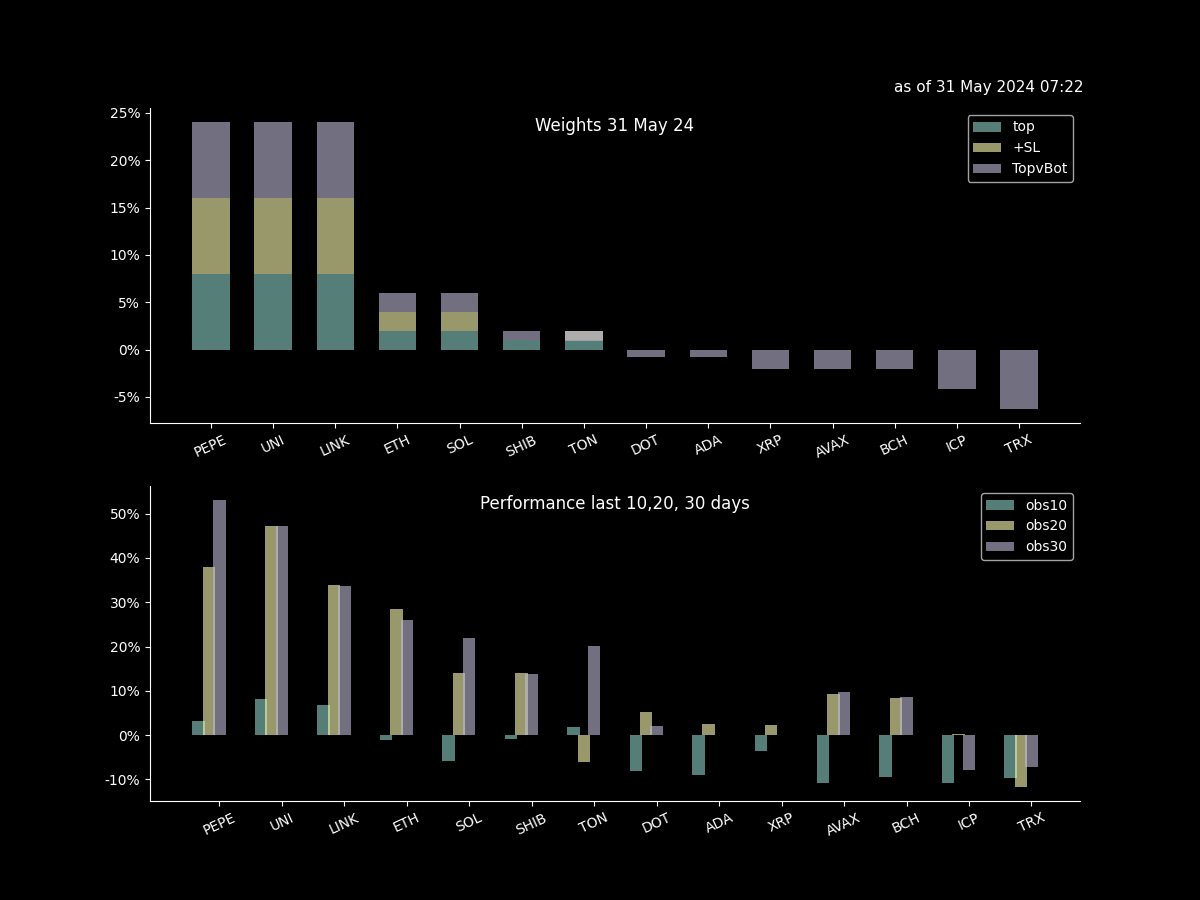 as of 31 May 2024 07:22
Weights 31 May 24
top
+SL
TopvBot
25%
20%
15%
10%
5%
0%
-5%
PEPE UNI LINK ETH SOL SHIB TON DOT ADA XRP AVAX BCH ICP TRX
Performance last 10,20, 30 days
obs10
obs20
obs30
50%
40%
30%
20%
10%
0%
-10%
PEPE UNI LINK ETH SOL SHIB TON DOT ADA XRP AVAX BCH ICP TRX